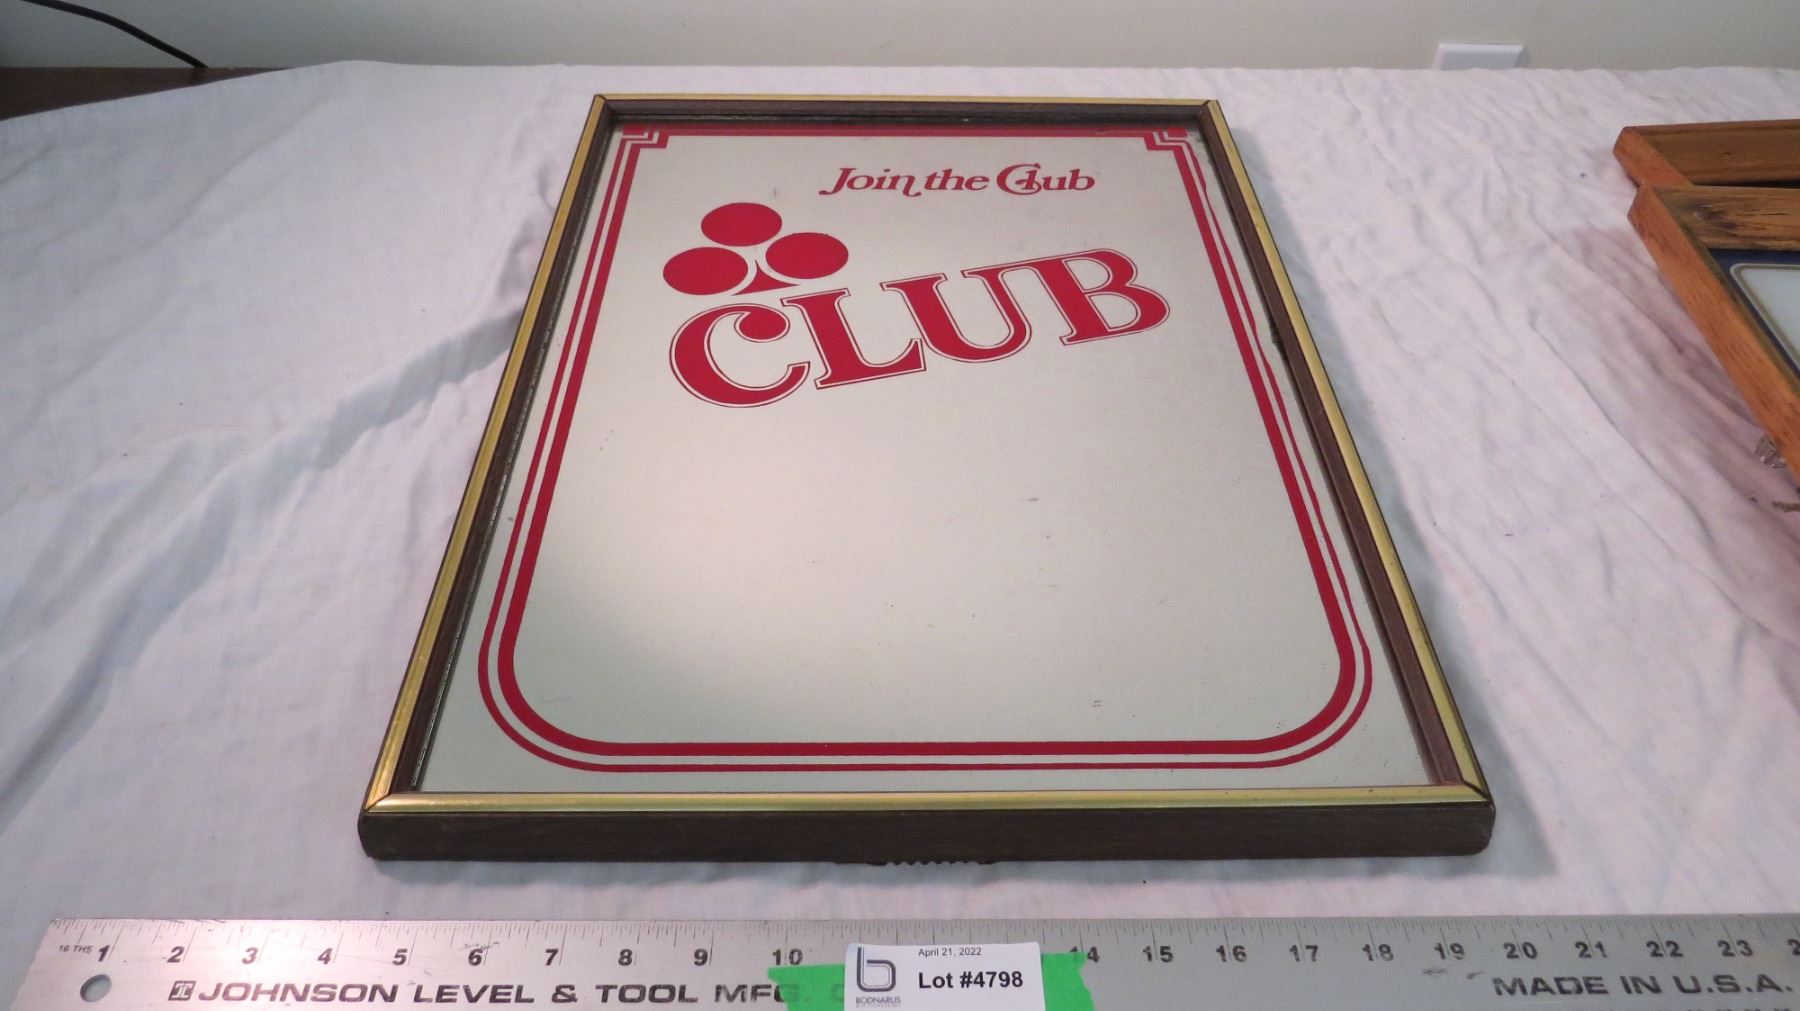 Join the Club
CLUB
16 THS 1 2 3 4 5 6 7 8 9 10 14 15 16 17 18 19 20 21 22 23
JOHNSON LEVEL & TOOL MFG. MADE IN U.S.A.
April 21, 2022
Lot #4798
BODNARUS